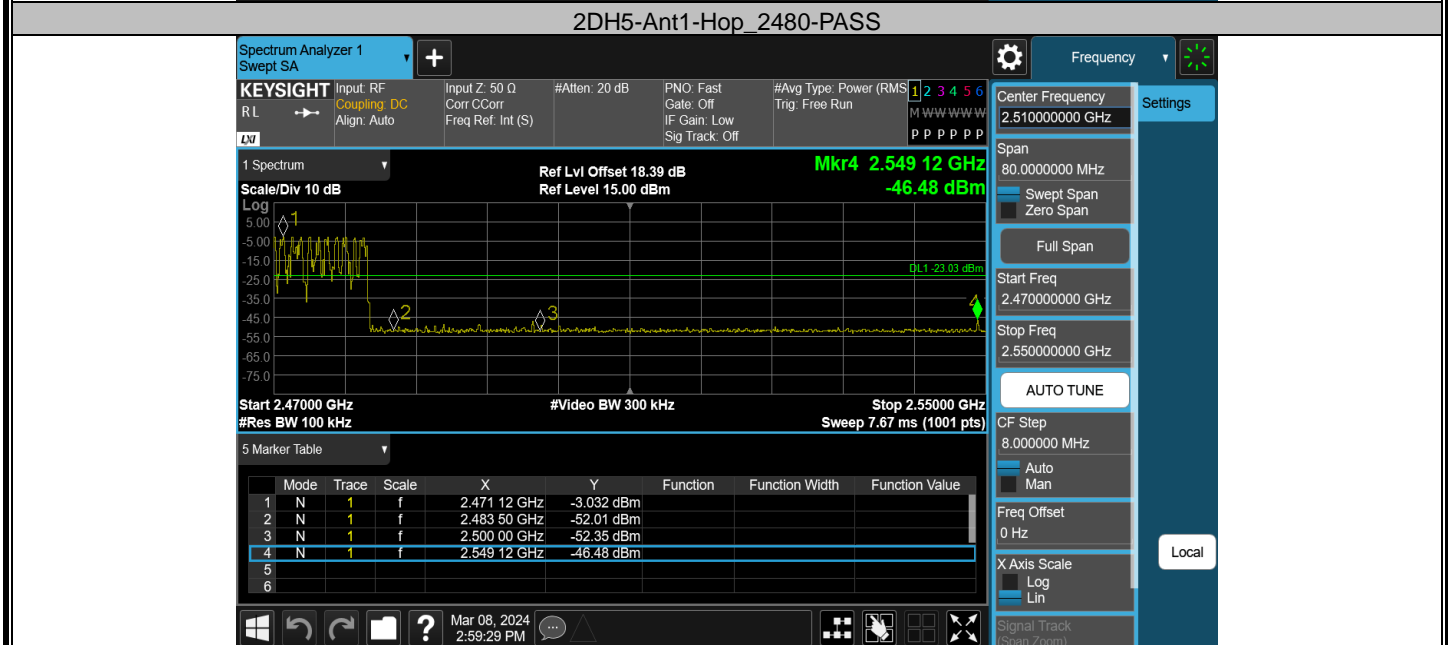 2DH5-Ant1-Hop_2480-PASS
Spectrum Analyzer 1
Swept SA
+
Frequency
KEYSIGHT
RL
LXI
Input: RF
Coupling: DC
Align: Auto
Input Z: 50 Ω
Corr CCorr
Freq Ref: Int (S)
#Atten: 20 dB
PNO: Fast
Gate: Off
IF Gain: Low
Sig Track: Off
#Avg Type: Power (RMS
Trig: Free Run
1 2 3 4 5 6
M W W W W W
P P P P P P
1 Spectrum
Scale/Div 10 dB
Ref Lvl Offset 18.39 dB
Ref Level 15.00 dBm
Mkr4 2.549 12 GHz
-46.48 dBm
Log
5.00
-5.00
-15.0
-25.0
-35.0
-45.0
-55.0
-65.0
-75.0
1
2
3
4
DL1 -23.03 dBm
Start 2.47000 GHz
#Video BW 300 kHz
Stop 2.55000 GHz
#Res BW 100 kHz
Sweep 7.67 ms (1001 pts)
5 Marker Table
Mode Trace Scale X Y Function Function Width Function Value
1 N 1 f 2.471 12 GHz -3.032 dBm
2 N 1 f 2.483 50 GHz -52.01 dBm
3 N 1 f 2.500 00 GHz -52.35 dBm
4 N 1 f 2.549 12 GHz -46.48 dBm
5
6
?
Mar 08, 2024
2:59:29 PM
Center Frequency
2.510000000 GHz
Settings
Span
80.0000000 MHz
Swept Span
Zero Span
Full Span
Start Freq
2.470000000 GHz
Stop Freq
2.550000000 GHz
AUTO TUNE
CF Step
8.000000 MHz
Auto
Man
Freq Offset
0 Hz
Local
X Axis Scale
Log
Lin
Signal Track
(Span Zoom)